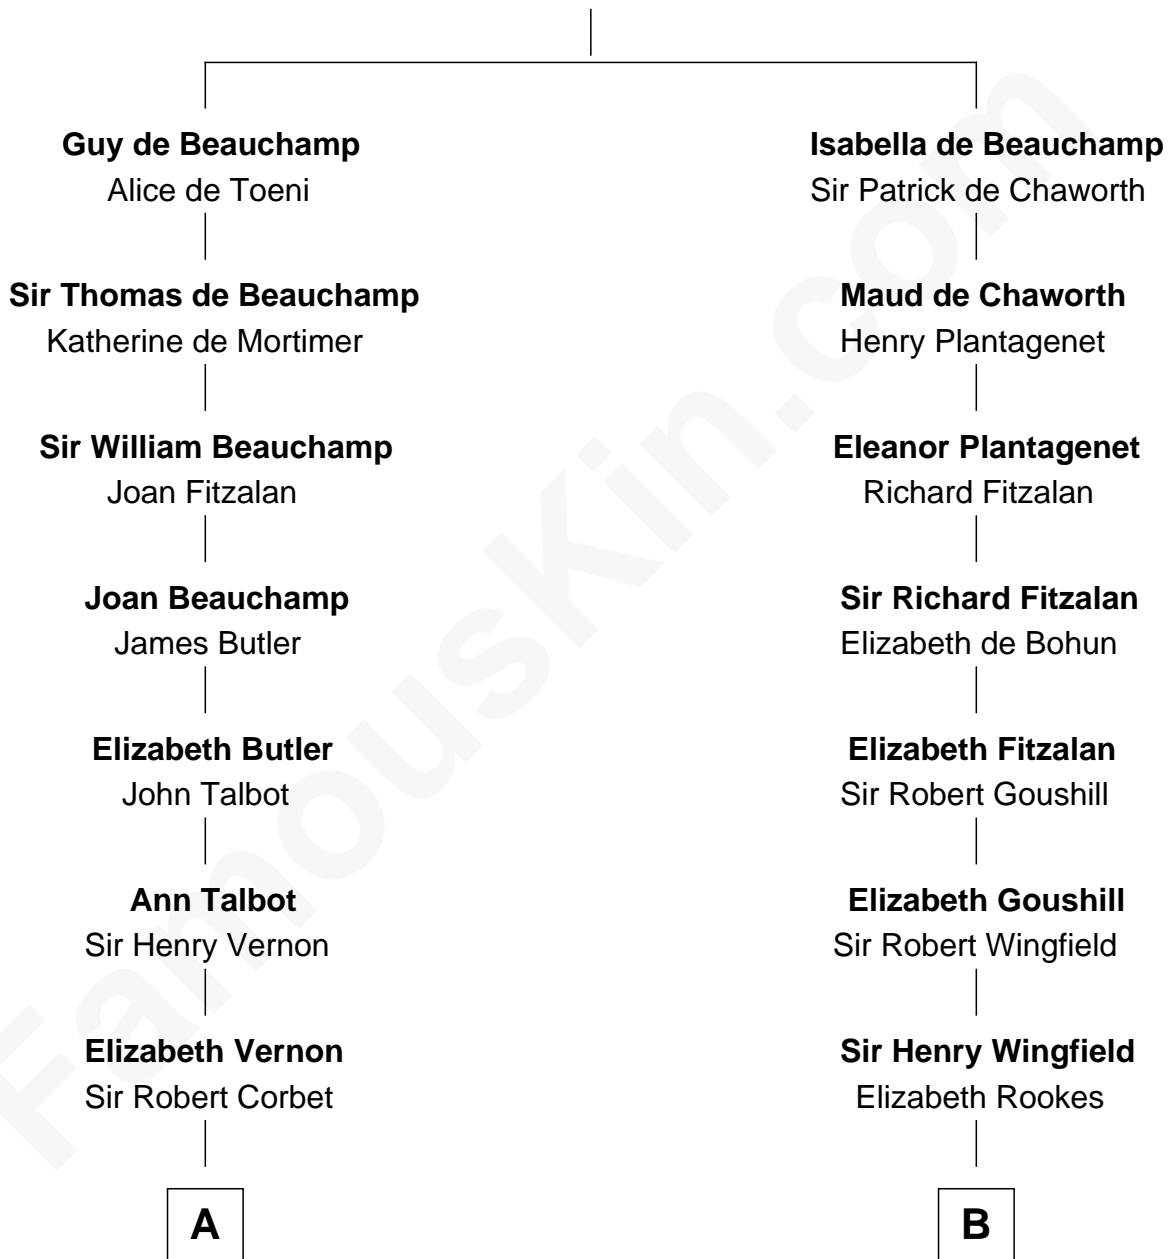 Guy de Beauchamp
Alice de Toeni
Sir Thomas de Beauchamp
Katherine de Mortimer
Sir William Beauchamp
Joan Fitzalan
Joan Beauchamp
James Butler
Elizabeth Butler
John Talbot
Ann Talbot
Sir Henry Vernon
Elizabeth Vernon
Sir Robert Corbet
A
Isabella de Beauchamp
Sir Patrick de Chaworth
Maud de Chaworth
Henry Plantagenet
Eleanor Plantagenet
Richard Fitzalan
Sir Richard Fitzalan
Elizabeth de Bohun
Elizabeth Fitzalan
Sir Robert Goushill
Elizabeth Goushill
Sir Robert Wingfield
Sir Henry Wingfield
Elizabeth Rookes
B
FamousKin.com